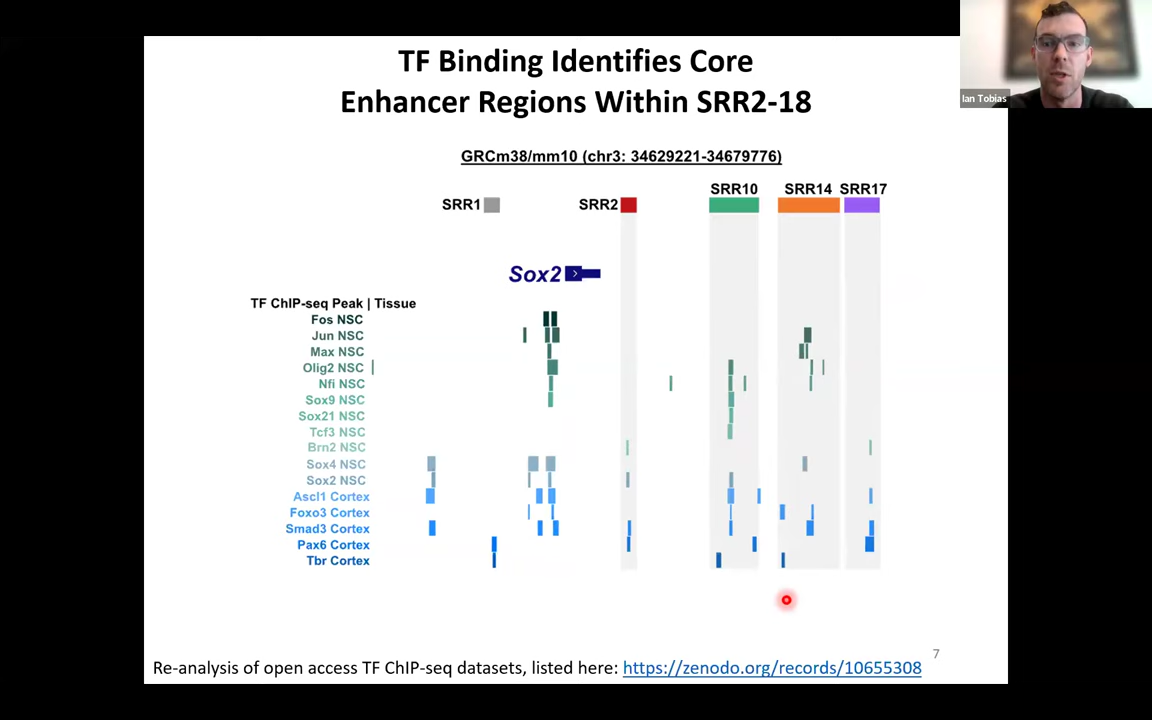 TF Binding Identifies Core
Enhancer Regions Within SRR2-18
Ian Tobias
GRCm38/mm10 (chr3: 34629221-34679776)
SRR10 SRR14 SRR17
SRR1 SRR2
Sox2
TF ChIP-seq Peak | Tissue
Fos NSC
Jun NSC
Max NSC
Olig2 NSC
Nfi NSC
Sox9 NSC
Sox21 NSC
Tcf3 NSC
Brn2 NSC
Sox4 NSC
Sox2 NSC
Ascl1 Cortex
Foxo3 Cortex
Smad3 Cortex
Pax6 Cortex
Tbr Cortex
7
Re-analysis of open access TF ChIP-seq datasets, listed here: https://zenodo.org/records/10655308